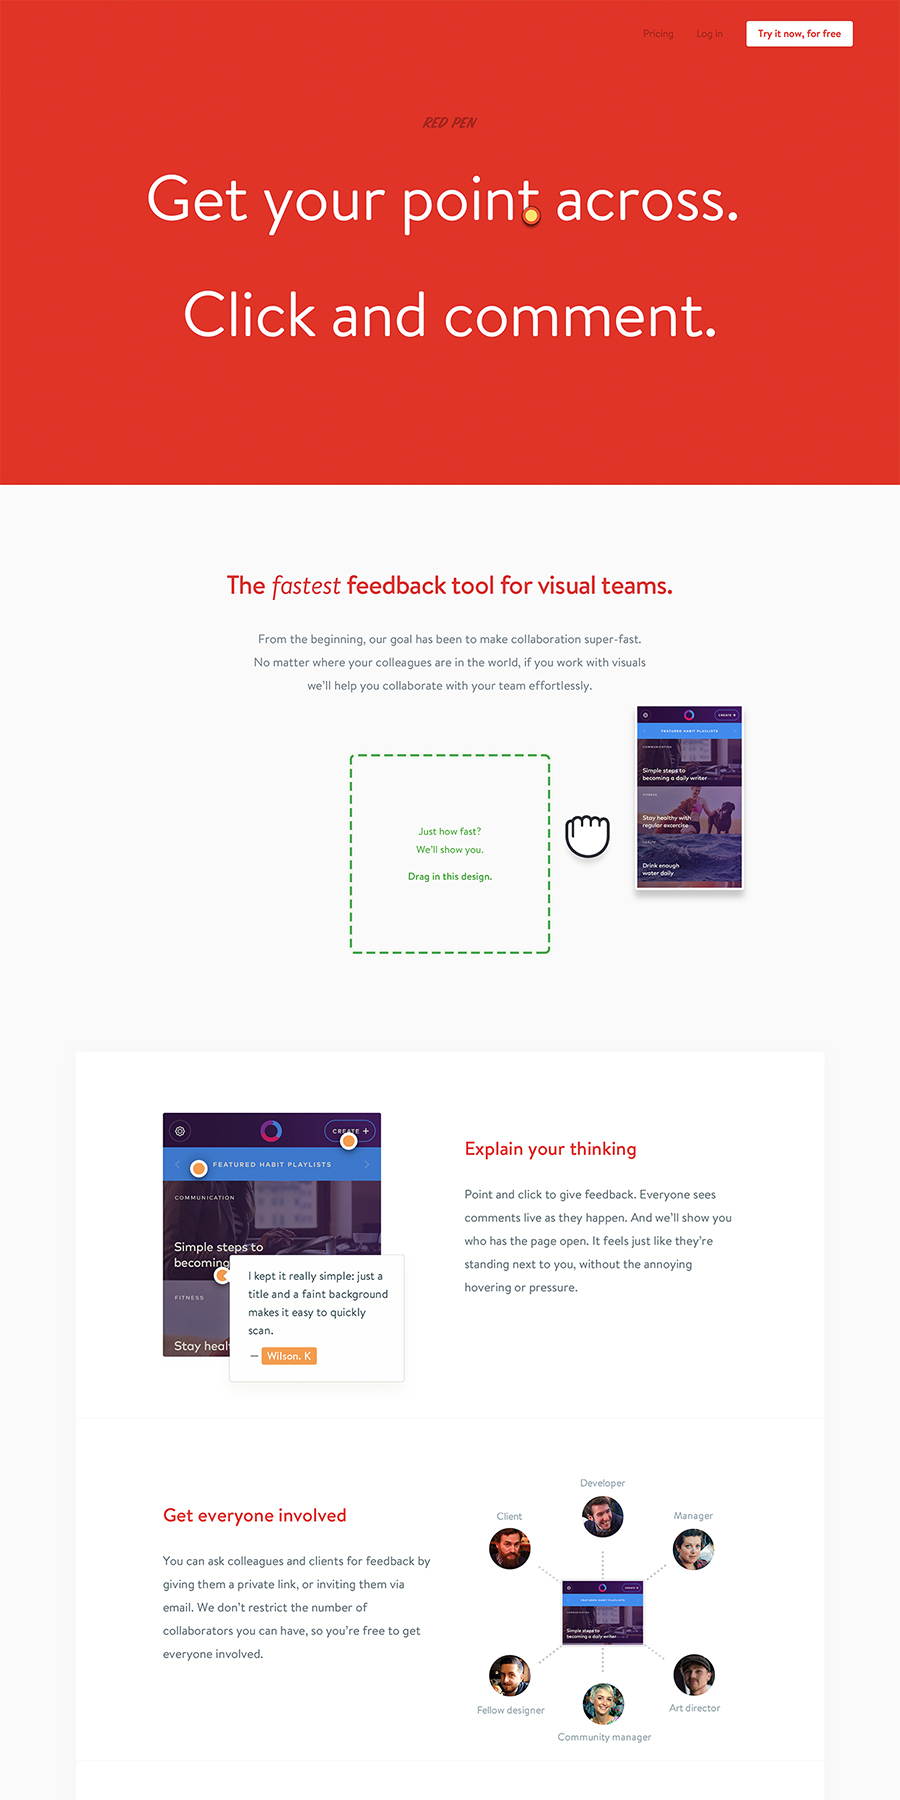 Pricing
Log in
Try it now, for free
RED PEN
Get your point across.
Click and comment.
The fastest feedback tool for visual teams.
From the beginning, our goal has been to make collaboration super-fast.
No matter where your colleagues are in the world, if you work with visuals
we'll help you collaborate with your team effortlessly.
CREATE +
FEATURED HABIT PLAYLISTS
COMMUNICATION
Simple steps to
becoming a daily writer
FITNESS
Stay healthy with
regular excercise
HEALTH
Drink enough
water daily
Just how fast?
We'll show you.
Drag in this design.
CREATE +
FEATURED HABIT PLAYLISTS
COMMUNICATION
Simple steps to
becoming
FITNESS
Stay heal
I kept it really simple: just a
title and a faint background
makes it easy to quickly
scan.
— Wilson. K
Explain your thinking
Point and click to give feedback. Everyone sees
comments live as they happen. And we'll show you
who has the page open. It feels just like they're
standing next to you, without the annoying
hovering or pressure.
Get everyone involved
You can ask colleagues and clients for feedback by
giving them a private link, or inviting them via
email. We don't restrict the number of
collaborators you can have, so you're free to get
everyone involved.
Developer
Client
Manager
CREATE +
FEATURED HABIT PLAYLISTS
COMMUNICATION
Simple steps to
becoming a daily writer
Fellow designer
Art director
Community manager